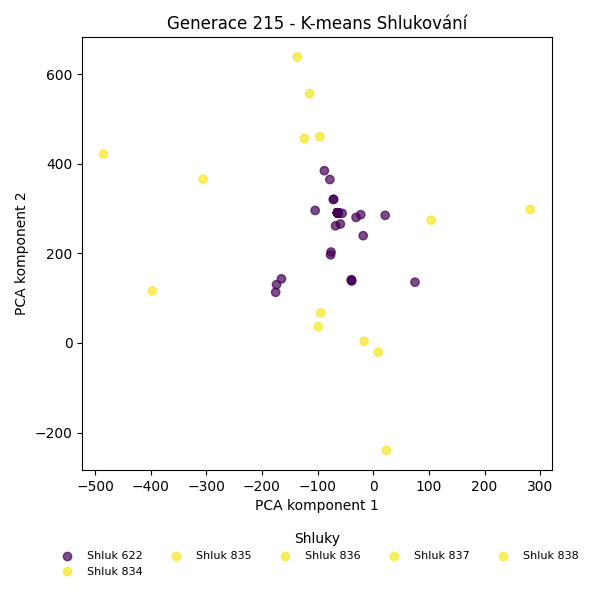 Generace 215 - K-means Shlukování
600
400
200
0
−200
PCA komponent 2
−500 −400 −300 −200 −100 0 100 200 300
PCA komponent 1
Shluky
Shluk 622 Shluk 835 Shluk 836 Shluk 837 Shluk 838
Shluk 834